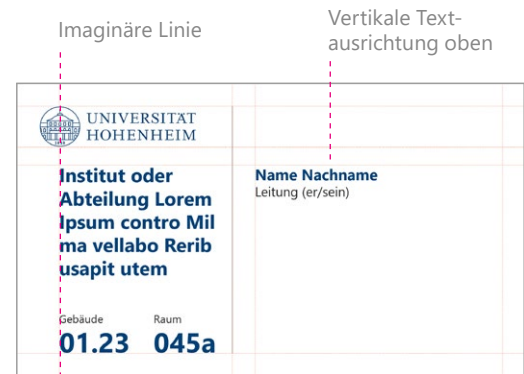 Imaginäre Linie
Vertikale Text-
ausrichtung oben
UNIVERSITÄT
HOHENHEIM
Institut oder
Abteilung Lorem
Ipsum contro Mil
ma vellabo Rerib
usapit utem
Name Nachname
Leitung (er/sein)
Gebäude Raum
01.23 045a